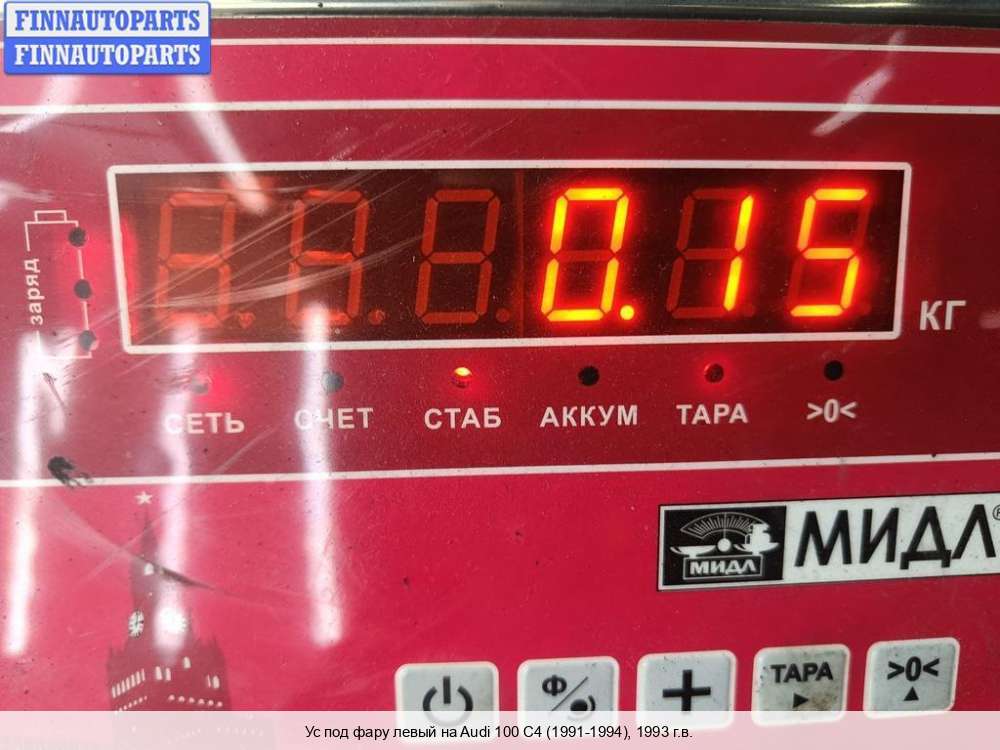 FINNAUTOPARTS
FINNAUTOPARTS
0.15
КГ
заряд
СЕТЬ СЧЕТ СТАБ АККУМ ТАРА >0<
МИДЛ
МИДЛ®
Ф ТАРА >0<
Ус под фару левый на Audi 100 C4 (1991-1994), 1993 г.в.